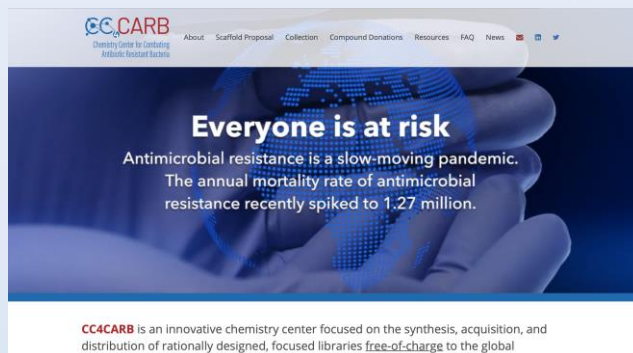 CC4CARB
Chemistry Center for Combating
Antibiotic Resistant Bacteria
About Scaffold Proposal Collection Compound Donations Resources FAQ News
Everyone is at risk
Antimicrobial resistance is a slow-moving pandemic.
The annual mortality rate of antimicrobial
resistance recently spiked to 1.27 million.
CC4CARB is an innovative chemistry center focused on the synthesis, acquisition, and
distribution of rationally designed, focused libraries free-of-charge to the global